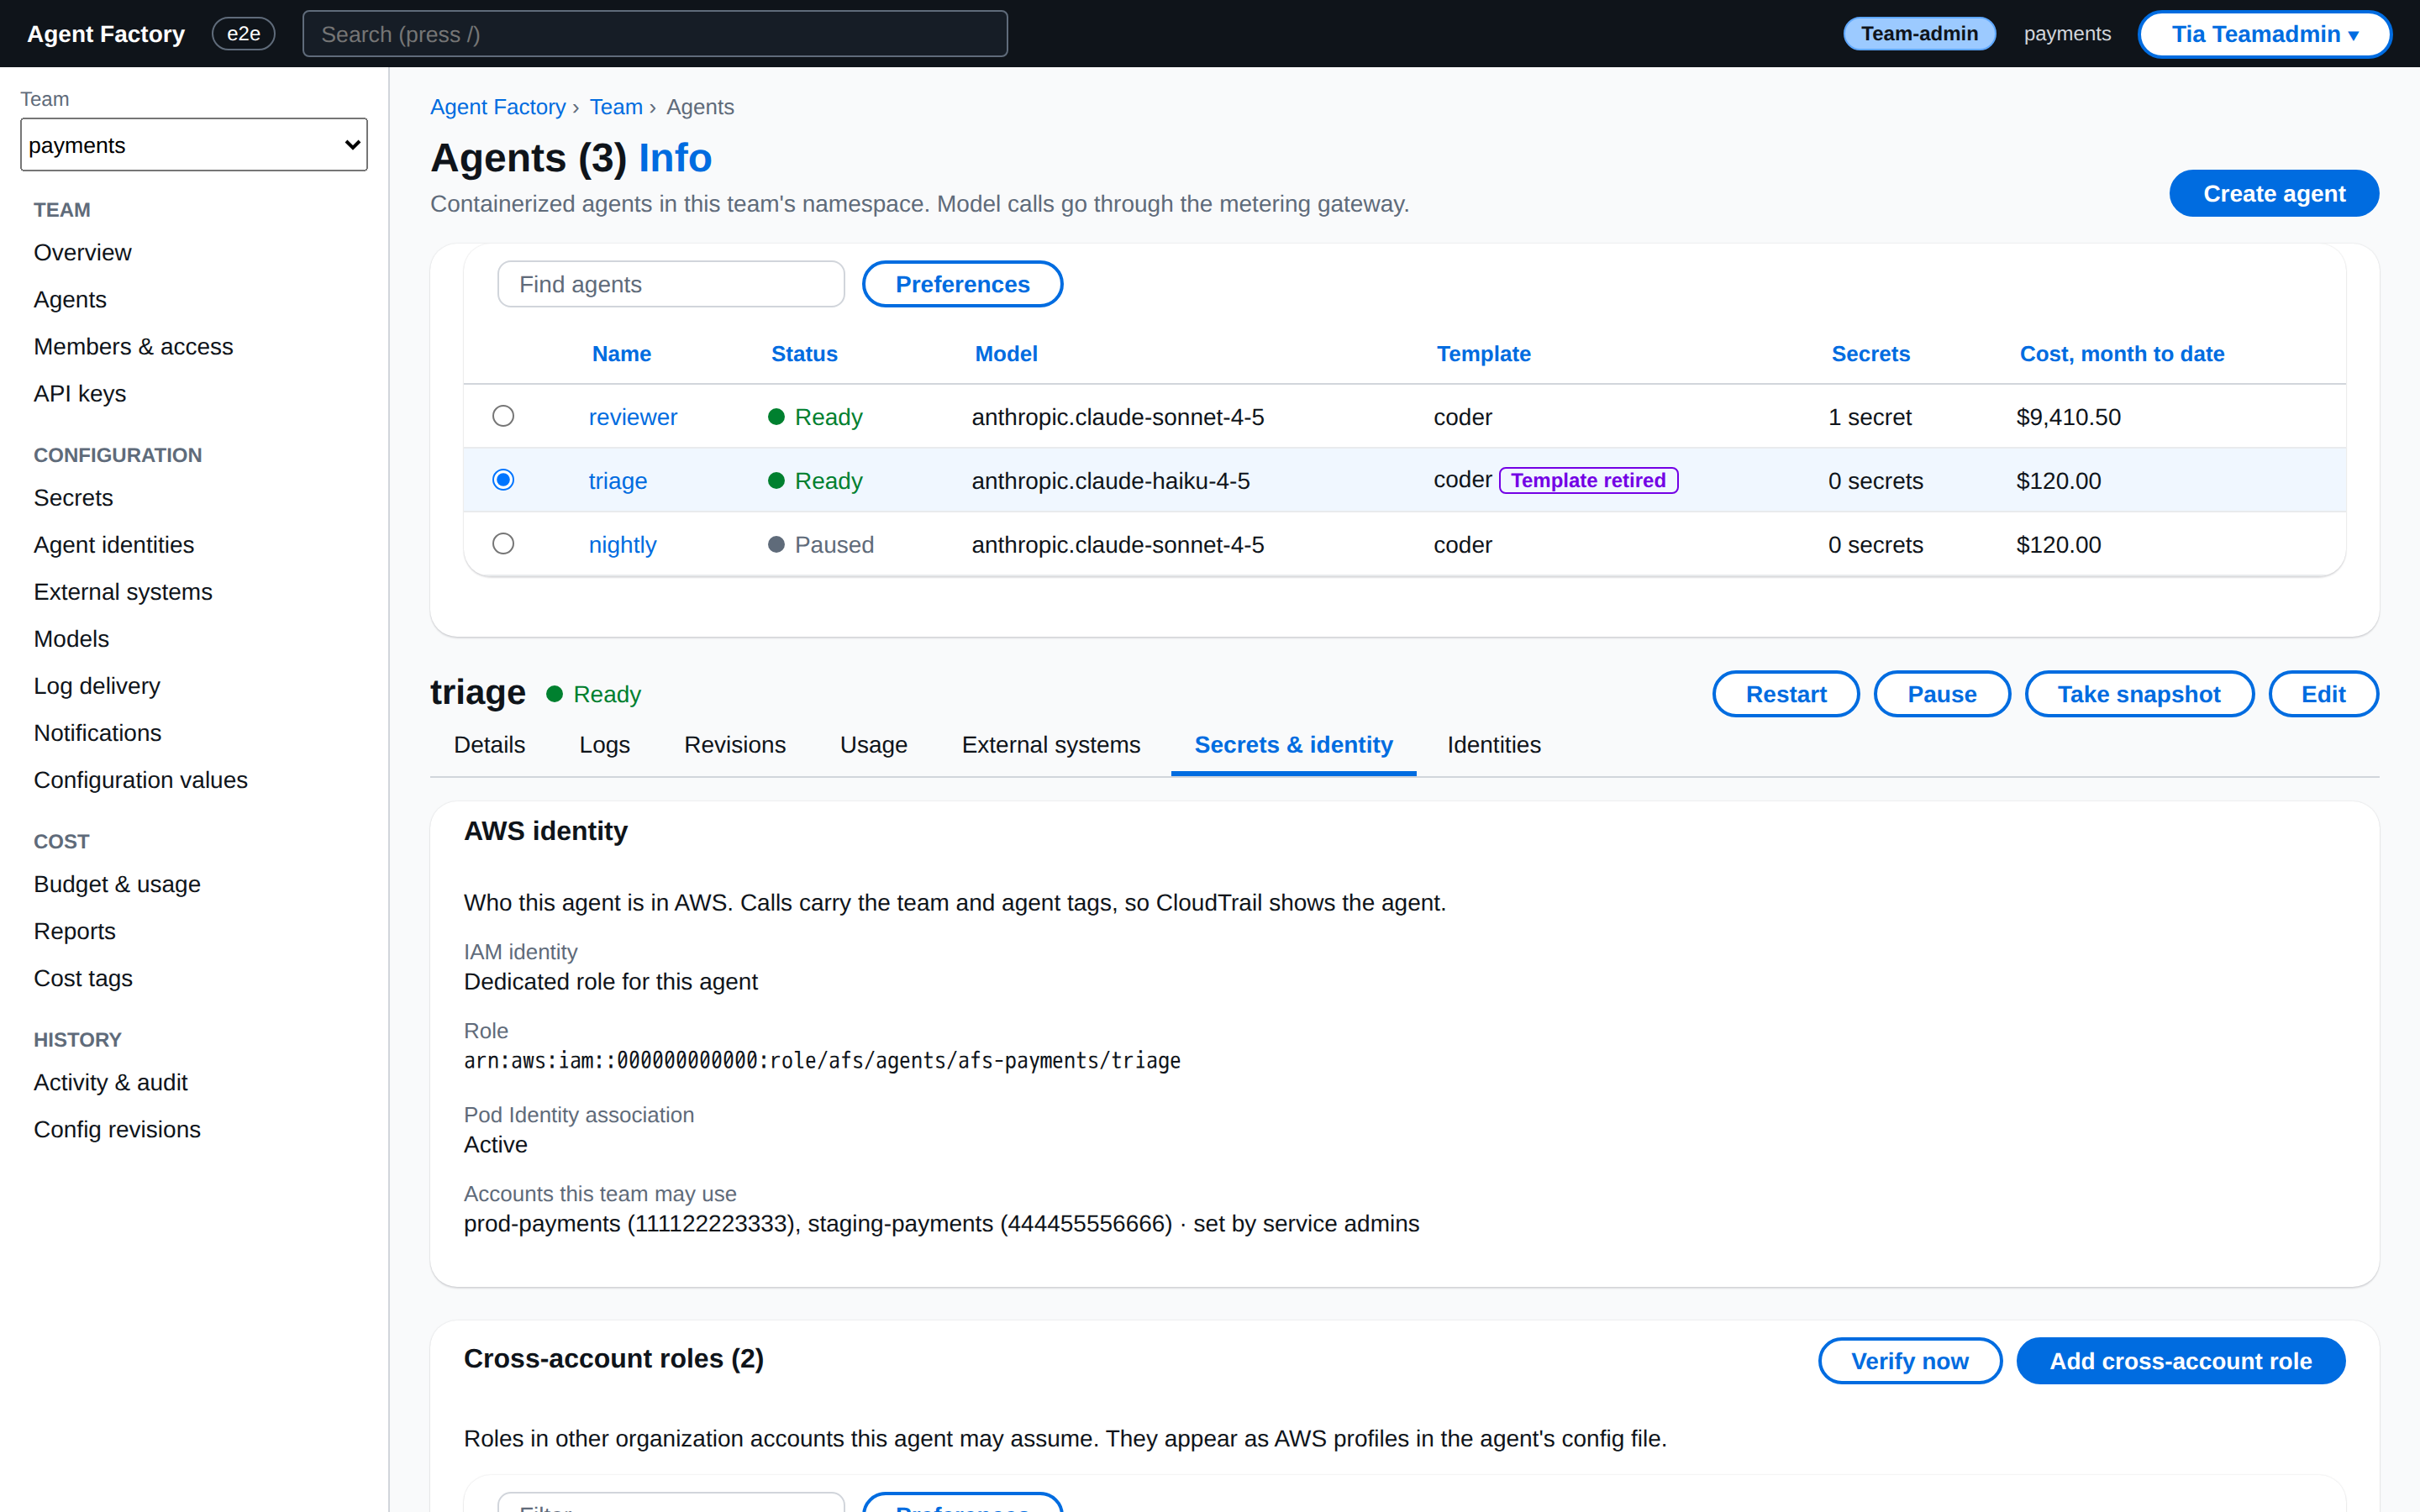 Agent Factory e2e Search (press /) Team-admin payments Tia Teamadmin ▾
Team
payments
TEAM
Overview
Agents
Members & access
API keys
CONFIGURATION
Secrets
Agent identities
External systems
Models
Log delivery
Notifications
Configuration values
COST
Budget & usage
Reports
Cost tags
HISTORY
Activity & audit
Config revisions
Agent Factory › Team › Agents
Agents (3) Info
Containerized agents in this team's namespace. Model calls go through the metering gateway.
Create agent
Find agents Preferences
Name Status Model Template Secrets Cost, month to date
reviewer Ready anthropic.claude-sonnet-4-5 coder 1 secret $9,410.50
triage Ready anthropic.claude-haiku-4-5 coder Template retired 0 secrets $120.00
nightly Paused anthropic.claude-sonnet-4-5 coder 0 secrets $120.00
triage Ready Restart Pause Take snapshot Edit
Details Logs Revisions Usage External systems Secrets & identity Identities
AWS identity
Who this agent is in AWS. Calls carry the team and agent tags, so CloudTrail shows the agent.
IAM identity
Dedicated role for this agent
Role
arn:aws:iam::000000000000:role/afs/agents/afs-payments/triage
Pod Identity association
Active
Accounts this team may use
prod-payments (111122223333), staging-payments (444455556666) · set by service admins
Cross-account roles (2) Verify now Add cross-account role
Roles in other organization accounts this agent may assume. They appear as AWS profiles in the agent's config file.